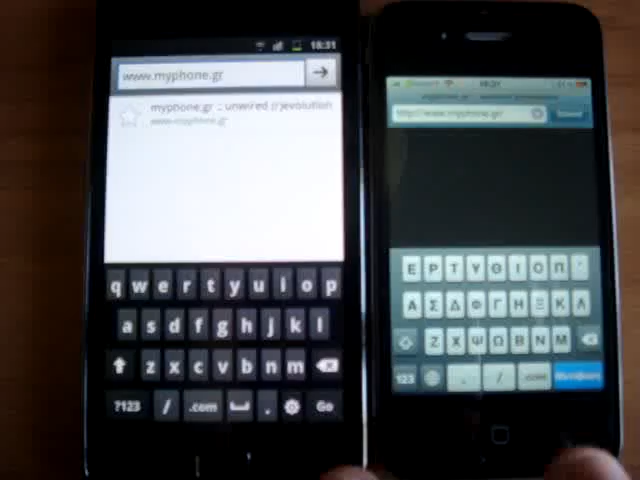 18:31
www.myphone.gr
myphone.gr :: unwired (r)evolution
www.myphone.gr
q w e r t y u i o p
a s d f g h j k l
z x c v b n m
?123 / .com . Go
http://www.myphone.gr/
Ε Ρ Τ Υ Θ Ι Ο Π
Α Σ Δ Φ Γ Η Ξ Κ Λ
Ζ Χ Ψ Ω Β Ν Μ
123 . / .com